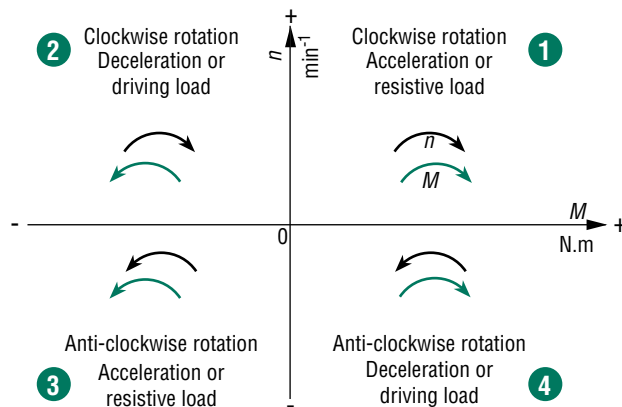 +
2
Clockwise rotation
Deceleration or
driving load
n
min-1
Clockwise rotation
Acceleration or
resistive load
1
n
M
-
0
M
+
N.m
Anti-clockwise rotation
3
Acceleration or
resistive load
Anti-clockwise rotation
Deceleration or
driving load
4
-